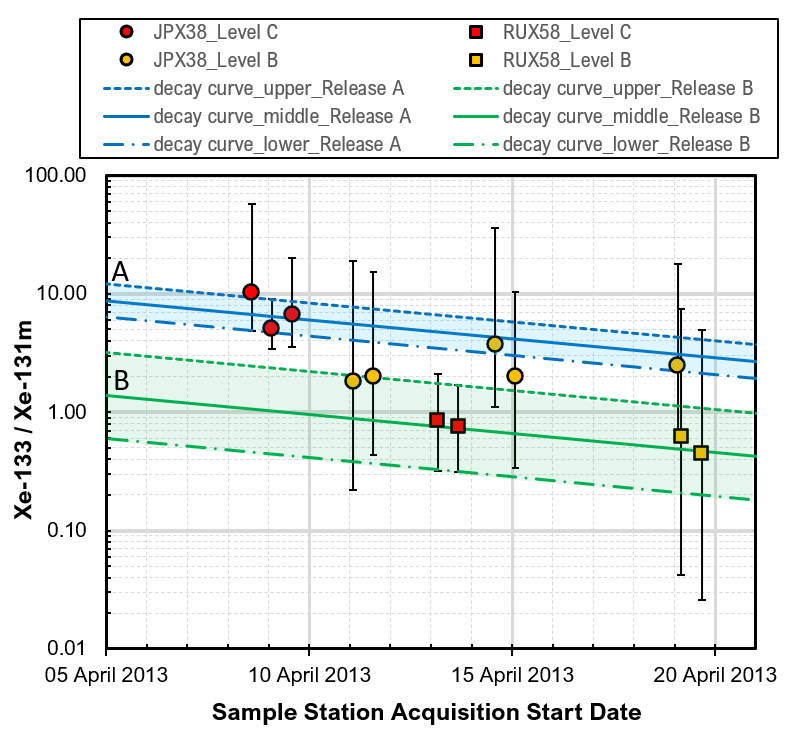 JPX38_Level C RUX58_Level C
JPX38_Level B RUX58_Level B
decay curve_upper_Release A decay curve_upper_Release B
decay curve_middle_Release A decay curve_middle_Release B
decay curve_lower_Release A decay curve_lower_Release B
100.00
A
10.00
B
1.00
0.10
0.01
Xe-133 / Xe-131m
05 April 2013 10 April 2013 15 April 2013 20 April 2013
Sample Station Acquisition Start Date